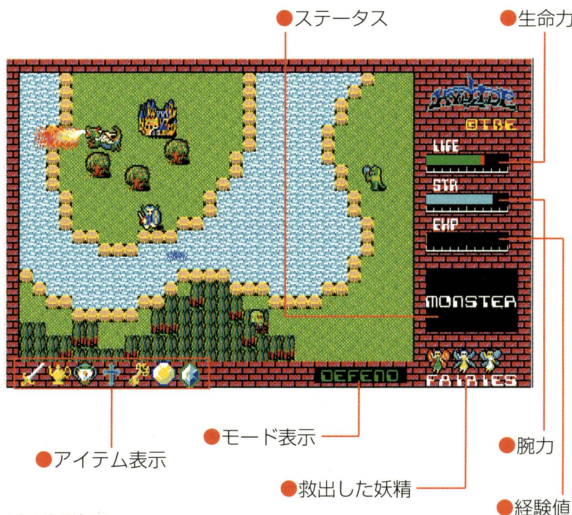 ●ステータス
●生命力
HYDLIDE
©T&E
LIFE
STR
EXP
MONSTER
DEFEND
FAIRIES
●モード表示
●アイテム表示
●腕力
●救出した妖精
●経験値